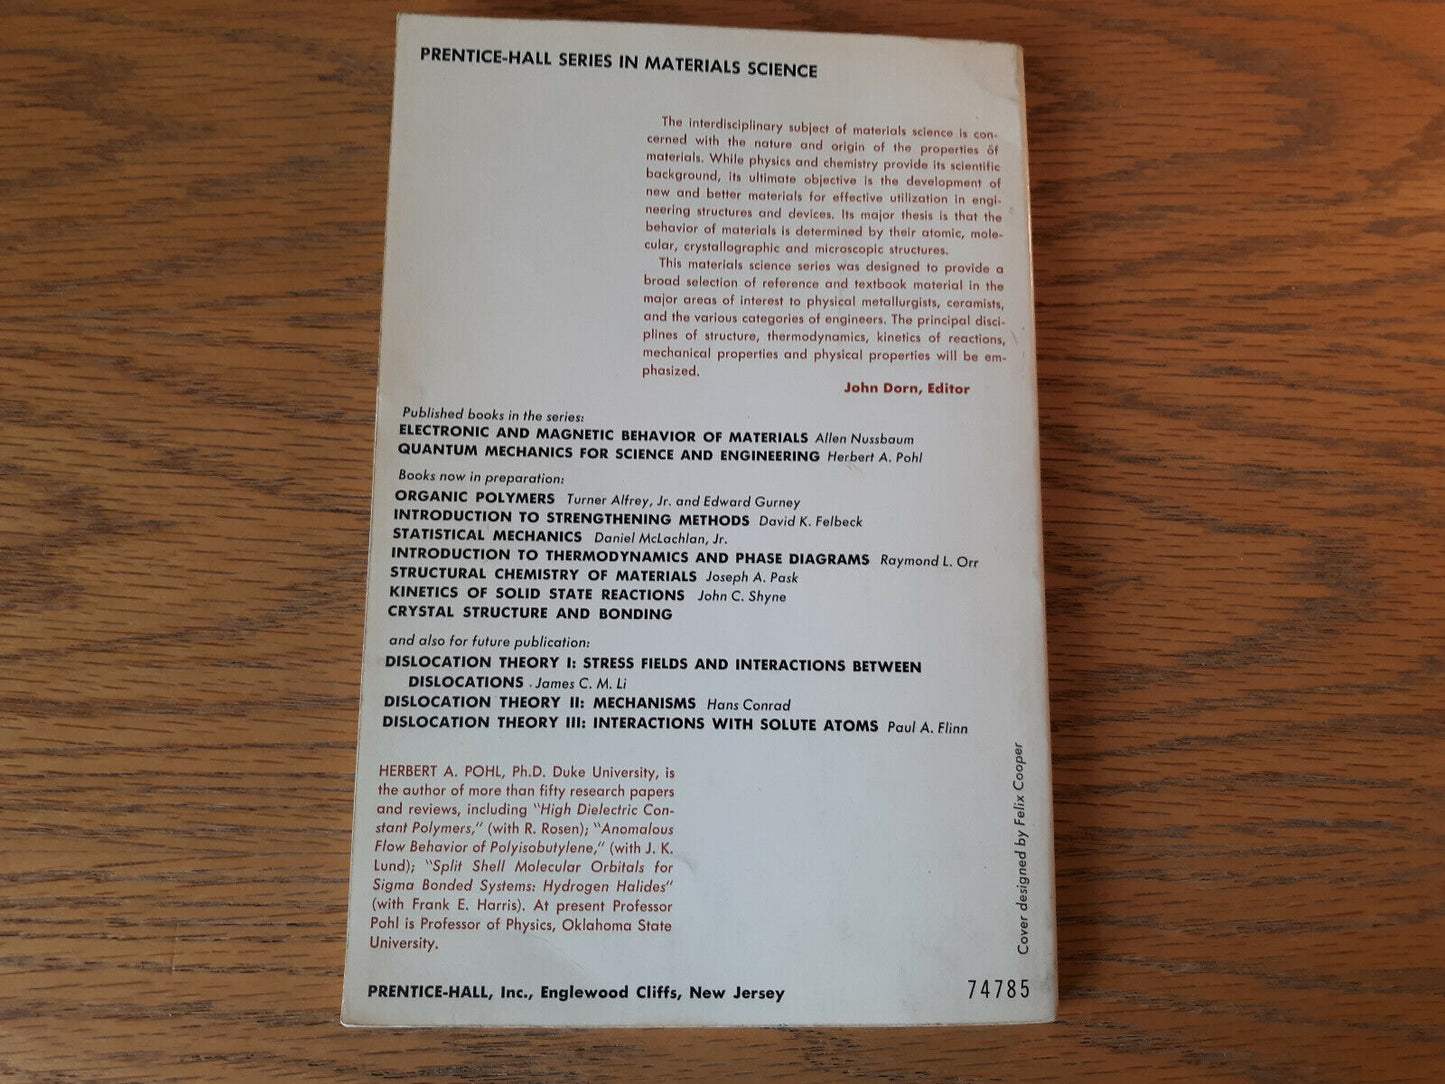 PRENTICE-HALL SERIES IN MATERIALS SCIENCE
The interdisciplinary subject of materials science is con-
cerned with the nature and origin of the properties of
materials. While physics and chemistry provide its scientific
background, its ultimate objective is the development of
new and better materials for effective utilization in engi-
neering structures and devices. Its major thesis is that the
behavior of materials is determined by their atomic, mole-
cular, crystallographic and microscopic structures.
This materials science series was designed to provide a
broad selection of reference and textbook material in the
major areas of interest to physical metallurgists, ceramists,
and the various categories of engineers. The principal disci-
plines of structure, thermodynamics, kinetics of reactions,
mechanical properties and physical properties will be em-
phasized.
John Dorn, Editor
Published books in the series:
ELECTRONIC AND MAGNETIC BEHAVIOR OF MATERIALS Allen Nussbaum
QUANTUM MECHANICS FOR SCIENCE AND ENGINEERING Herbert A. Pohl
Books now in preparation:
ORGANIC POLYMERS Turner Alfrey, Jr. and Edward Gurney
INTRODUCTION TO STRENGTHENING METHODS David K. Felbeck
STATISTICAL MECHANICS Daniel McLachlan, Jr.
INTRODUCTION TO THERMODYNAMICS AND PHASE DIAGRAMS Raymond L. Orr
STRUCTURAL CHEMISTRY OF MATERIALS Joseph A. Pask
KINETICS OF SOLID STATE REACTIONS John C. Shyne
CRYSTAL STRUCTURE AND BONDING
and also for future publication:
DISLOCATION THEORY I: STRESS FIELDS AND INTERACTIONS BETWEEN
DISLOCATIONS . James C. M. Li
DISLOCATION THEORY II: MECHANISMS Hans Conrad
DISLOCATION THEORY III: INTERACTIONS WITH SOLUTE ATOMS Paul A. Flinn
HERBERT A. POHL, Ph.D. Duke University, is
the author of more than fifty research papers
and reviews, including "High Dielectric Con-
stant Polymers," (with R. Rosen); "Anomalous
Flow Behavior of Polyisobutylene," (with J. K.
Lund); "Split Shell Molecular Orbitals for
Sigma Bonded Systems: Hydrogen Halides"
(with Frank E. Harris). At present Professor
Pohl is Professor of Physics, Oklahoma State
University.
Cover designed by Felix Cooper
PRENTICE-HALL, Inc., Englewood Cliffs, New Jersey
74785